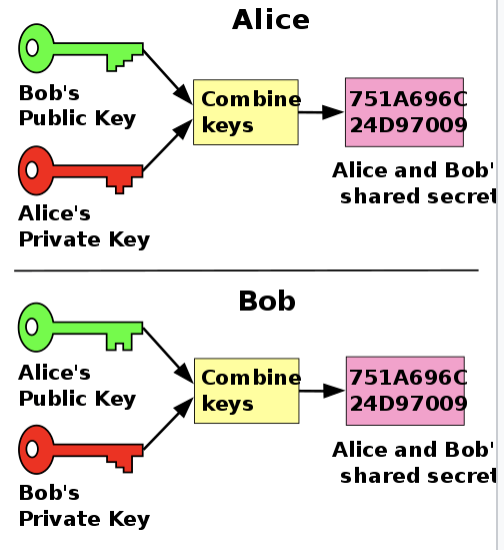 Alice
Bob's
Public Key
Combine
keys
751A696C
24D97009
Alice and Bob'
shared secret
Alice's
Private Key
Bob
Alice's
Public Key
Combine
keys
751A696C
24D97009
Alice and Bob'
shared secret
Bob's
Private Key